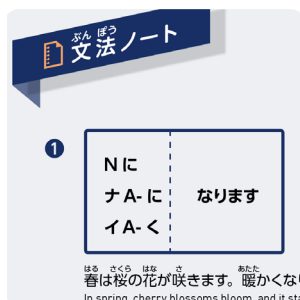 ぶん ぽう
文法ノート
1
Nに
ナA-に なります
イA-く
はる さくら はな さ あたた
春は桜の花が咲きます。暖かくな
In spring, cherry blossoms bloom, and it st